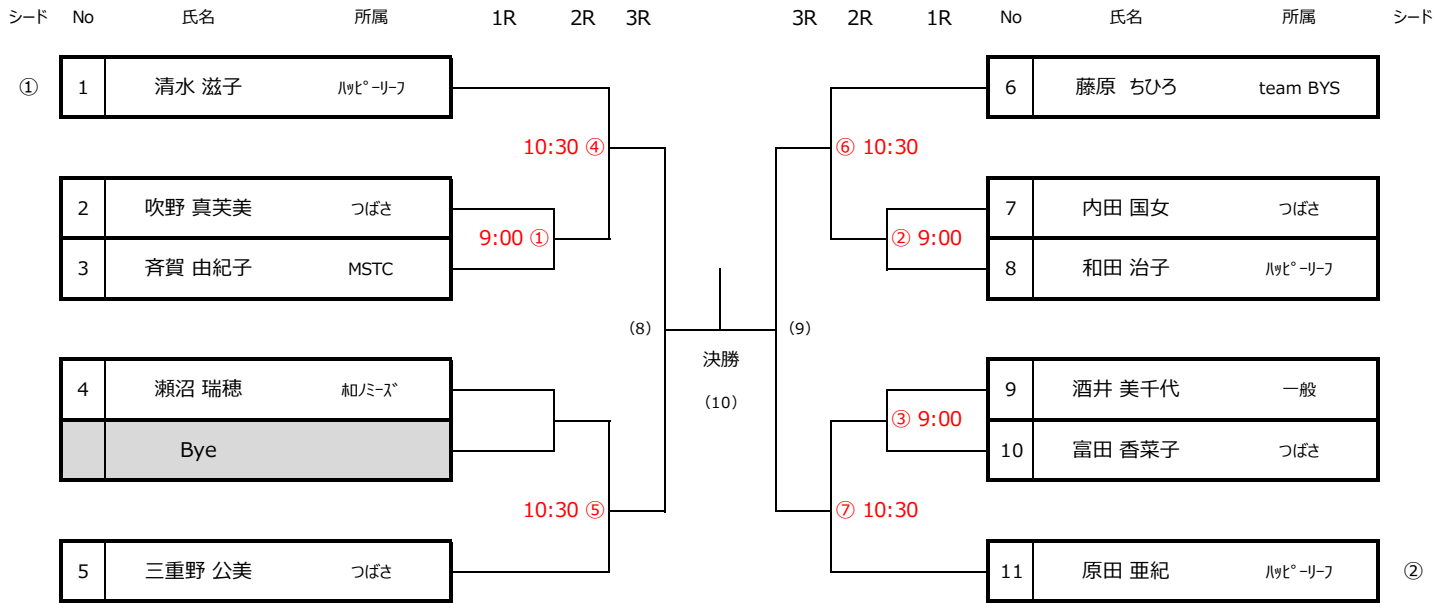 シード No 氏名 所属 1R 2R 3R 3R 2R 1R No 氏名 所属 シード
① 1 清水 滋子 ﾊｯﾋﾟｰﾘｰﾌ 6 藤原 ちひろ team BYS
10:30 ④ ⑥ 10:30
2 吹野 真芙美 つばさ 7 内田 国女 つばさ
9:00 ① ② 9:00
3 斉賀 由紀子 MSTC 8 和田 治子 ﾊｯﾋﾟｰﾘｰﾌ
(8) (9)
決勝
4 瀬沼 瑞穂 9 酒井 美千代 一般
(10)
③ 9:00
Bye 10 富田 香菜子 つばさ
10:30 ⑤ ⑦ 10:30
5 三重野 公美 つばさ 11 原田 亜紀 ﾊｯﾋﾟｰﾘｰﾌ ②